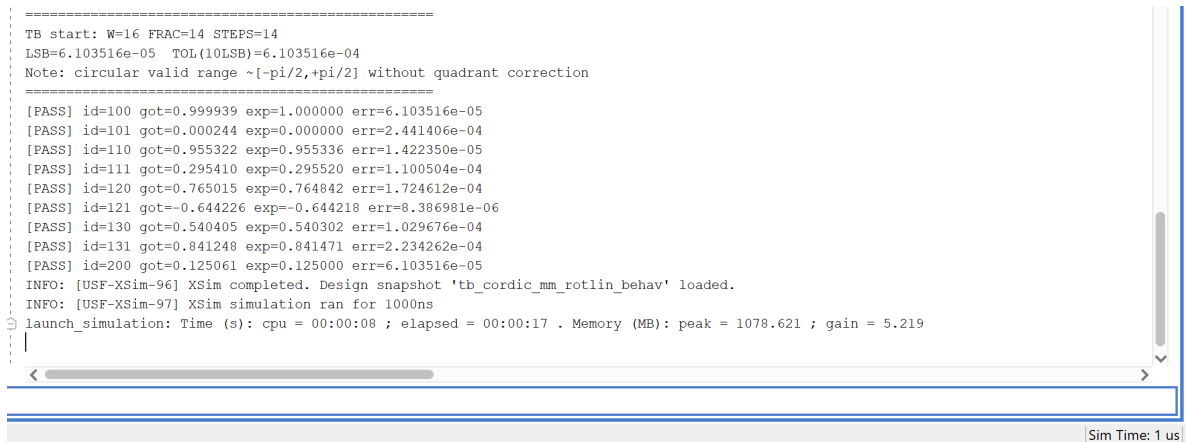 ==================================================
TB start: W=16 FRAC=14 STEPS=14
LSB=6.103516e-05  TOL(10LSB)=6.103516e-04
Note: circular valid range ~[-pi/2,+pi/2] without quadrant correction
==================================================
[PASS] id=100 got=0.999939 exp=1.000000 err=6.103516e-05
[PASS] id=101 got=0.000244 exp=0.000000 err=2.441406e-04
[PASS] id=110 got=0.955322 exp=0.955336 err=1.422350e-05
[PASS] id=111 got=0.295410 exp=0.295520 err=1.100504e-04
[PASS] id=120 got=0.765015 exp=0.764842 err=1.724612e-04
[PASS] id=121 got=-0.644226 exp=-0.644218 err=8.386981e-06
[PASS] id=130 got=0.540405 exp=0.540302 err=1.029676e-04
[PASS] id=131 got=0.841248 exp=0.841471 err=2.234262e-04
[PASS] id=200 got=0.125061 exp=0.125000 err=6.103516e-05
INFO: [USF-XSim-96] XSim completed. Design snapshot 'tb_cordic_mm_rotlin_behav' loaded.
INFO: [USF-XSim-97] XSim simulation ran for 1000ns
launch_simulation: Time (s): cpu = 00:00:08 ; elapsed = 00:00:17 . Memory (MB): peak = 1078.621 ; gain = 5.219
Sim Time: 1 us